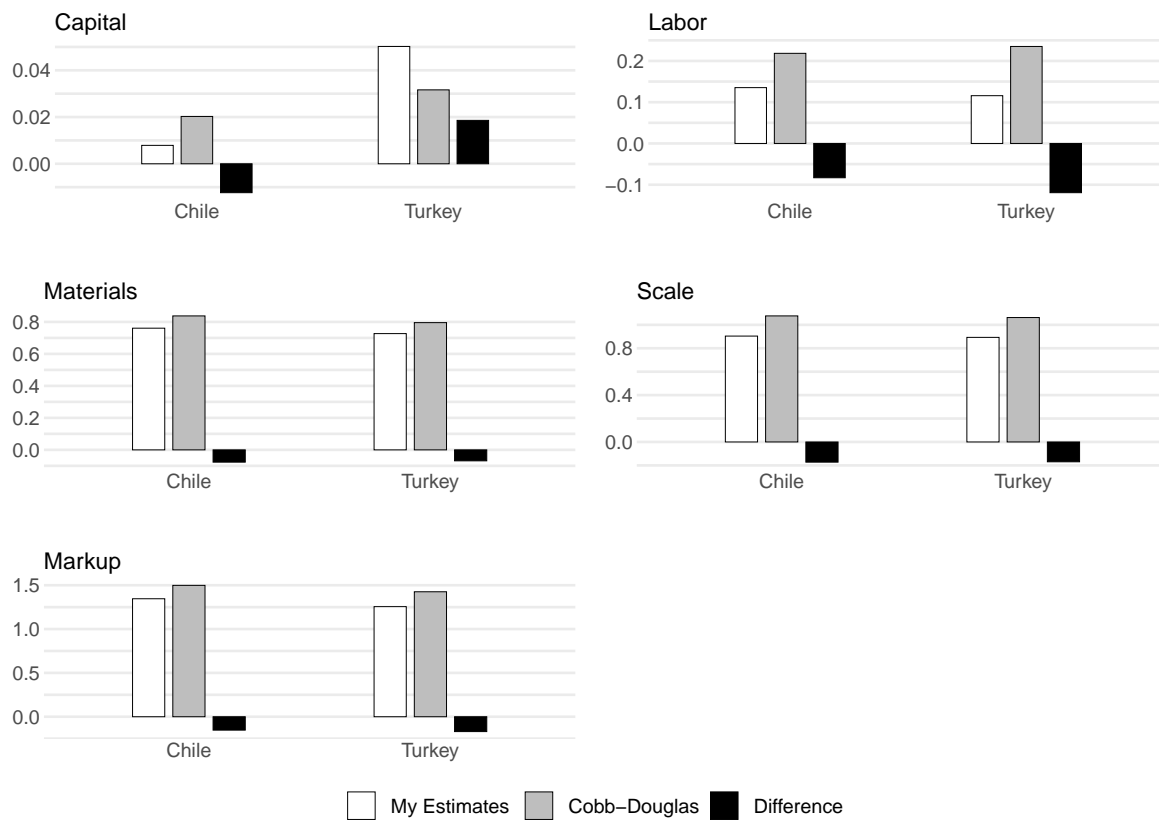 Capital
0.04
0.02
0.00
Chile Turkey
Labor
0.2
0.1
0.0
−0.1
Chile Turkey
Materials
0.8
0.6
0.4
0.2
0.0
Chile Turkey
Scale
0.8
0.4
0.0
Chile Turkey
Markup
1.5
1.0
0.5
0.0
Chile Turkey
My Estimates Cobb−Douglas Difference